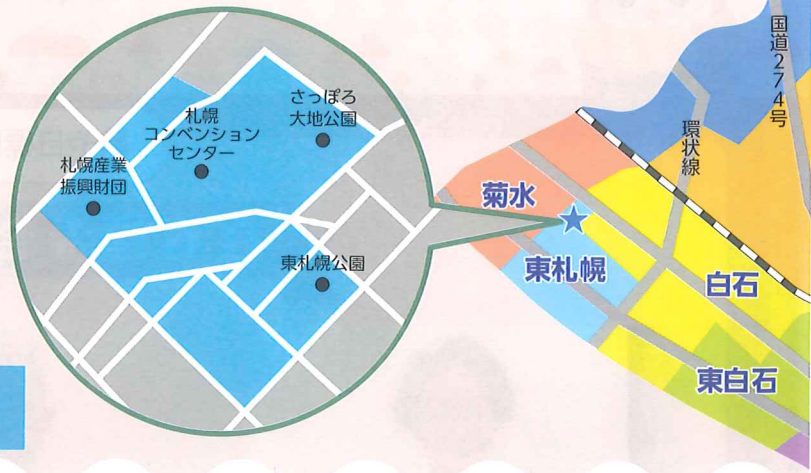 札幌
コンベンション
センター
さっぽろ
大地公園
札幌産業
振興財団
東札幌公園
国道274号
環状線
菊水
東札幌
白石
東白石